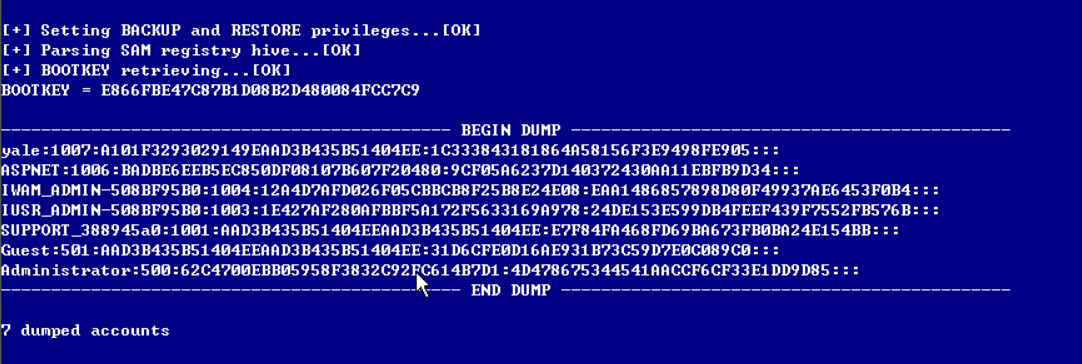 [+] Setting BACKUP and RESTORE privileges...[OK]
[+] Parsing SAM registry hive...[OK]
[+] BOOTKEY retrieving...[OK]
BOOTKEY = E866FBE47C87B1D08B2D480084FCC7C9
------------------------------------------- BEGIN DUMP -------------------------------------------
yale:1007:A101F3293029149EAAD3B435B51404EE:1C333843181864A58156F3E9498FE905:::
ASPNET:1006:BADBE6EEB5EC850DF08107B607F20480:9CF05A6237D140372430AA11EBFB9D34:::
IWAM_ADMIN-508BF95B0:1004:12A4D7AFD026F05CBBCB8F25B8E24E08:EAA1486857898D80F49937AE6453F0B4:::
IUSR_ADMIN-508BF95B0:1003:1E427AF280AFBBF5A172F5633169A978:24DE153E599DB4FEEF439F7552FB576B:::
SUPPORT_388945a0:1001:AAD3B435B51404EEAAD3B435B51404EE:E7F84FA468FD69BA673FB0BA24E154BB:::
Guest:501:AAD3B435B51404EEAAD3B435B51404EE:31D6CFE0D16AE931B73C59D7E0C089C0:::
Administrator:500:62C4700EBB05958F3832C92FC614B7D1:4D478675344541AACCF6CF33E1DD9D85:::
-------------------------------------------- END DUMP --------------------------------------------
7 dumped accounts